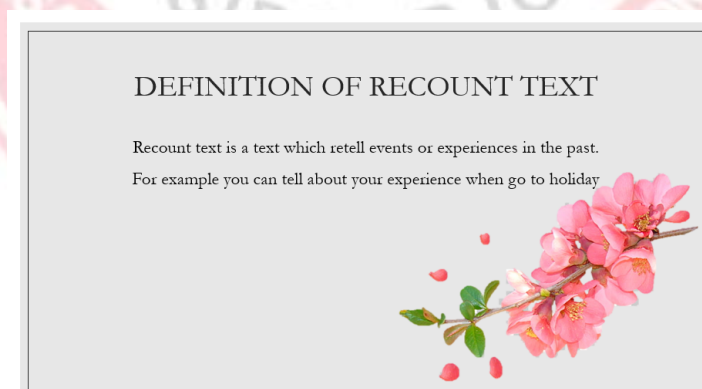 DEFINITION OF RECOUNT TEXT
Recount text is a text which retell events or experiences in the past.
For example you can tell about your experience when go to holiday